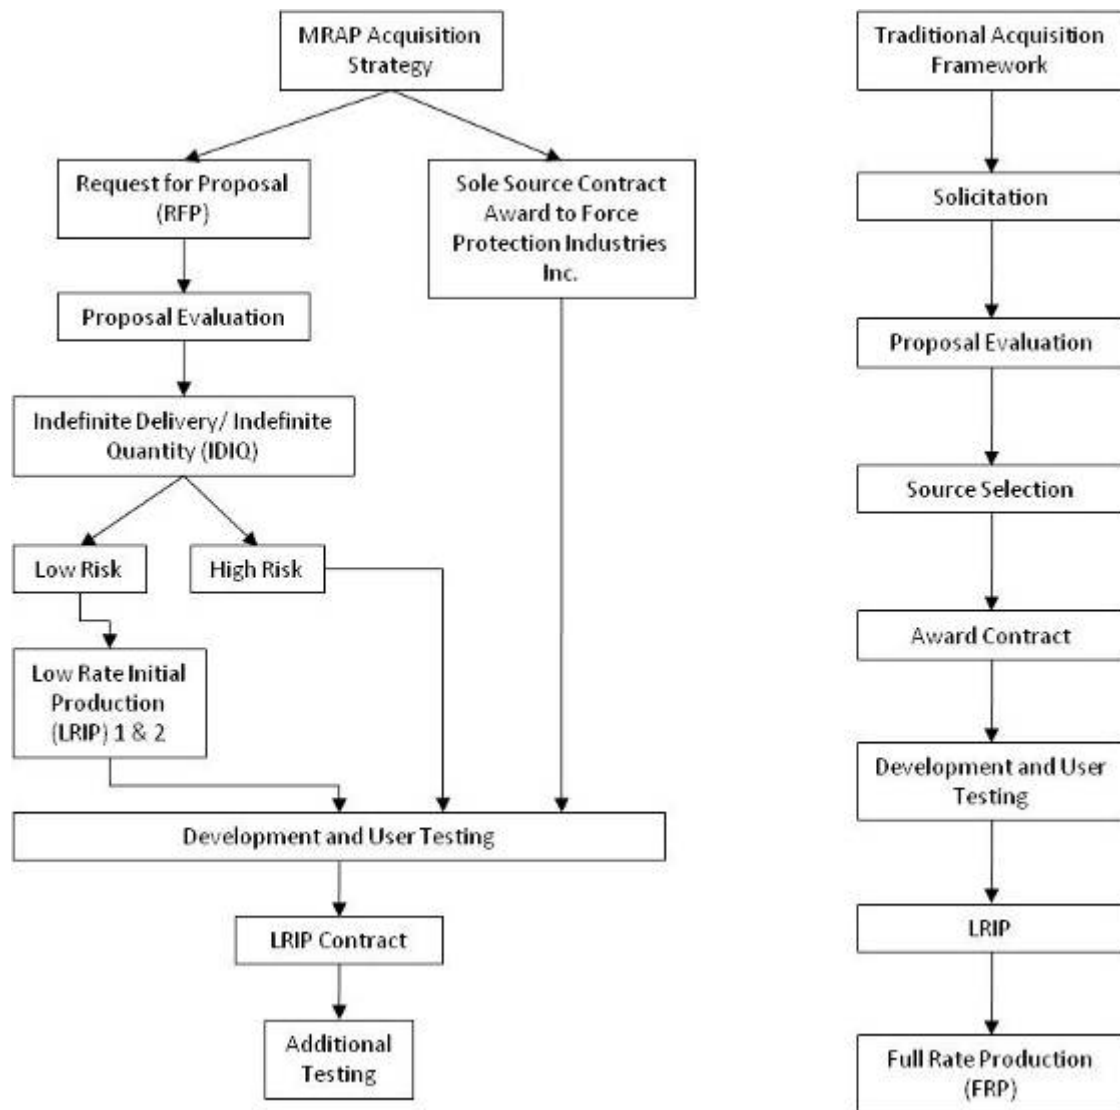 MRAP Acquisition
Strategy
Request for Proposal
(RFP)
Sole Source Contract
Award to Force
Protection Industries
Inc.
Proposal Evaluation
Indefinite Delivery/ Indefinite
Quantity (IDIQ)
Low Risk
High Risk
Low Rate Initial
Production
(LRIP) 1 & 2
Development and User Testing
LRIP Contract
Additional
Testing
Traditional Acquisition
Framework
Solicitation
Proposal Evaluation
Source Selection
Award Contract
Development and User
Testing
LRIP
Full Rate Production
(FRP)